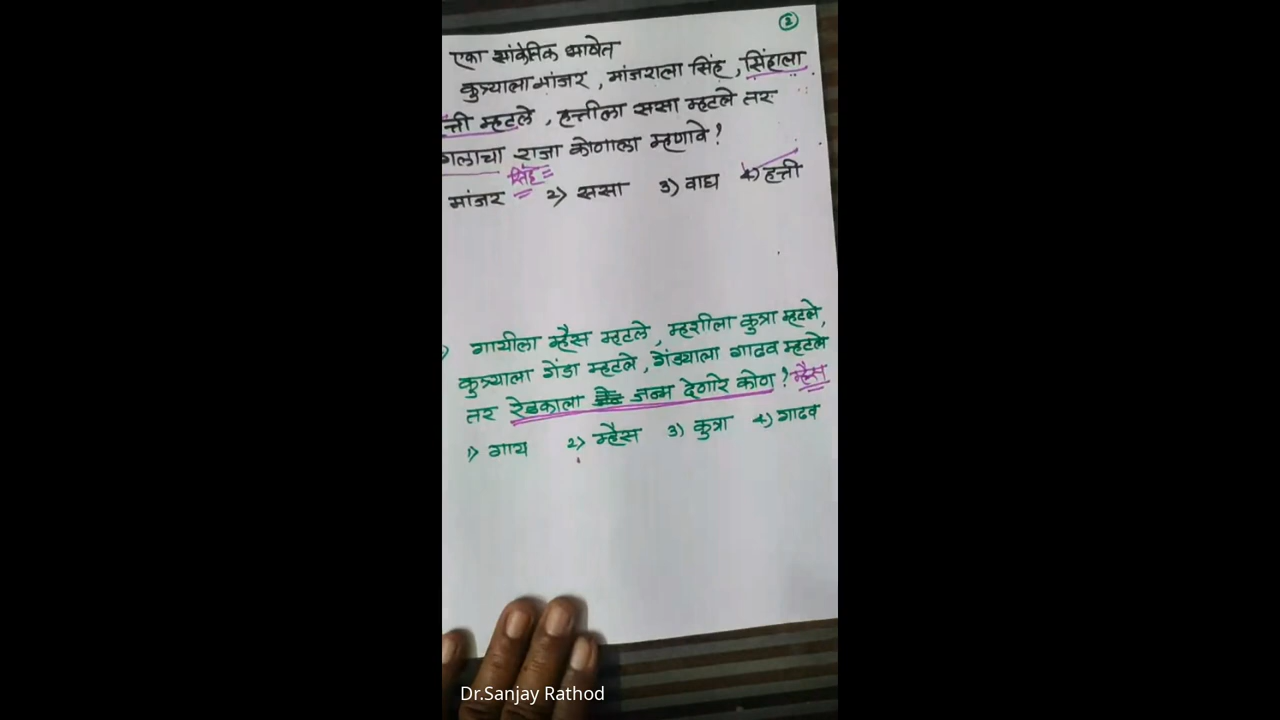 2
एका सांकेतिक भाषेत
कुत्र्याला मांजर, मांजराला सिंह, सिंहाला
त्ती म्हटले, हत्तीला ससा म्हटले तर
गलाचा राजा कोणाला म्हणावे?
सिंह =
मांजर 2) ससा 3) वाघ 4) हत्ती
गायीला म्हैस म्हटले, म्हशीला कुत्रा म्हटले,
कुत्र्याला गेंडा म्हटले, गेंड्याला गाढव म्हटले
तर रेडकाला जन्म देणारे कोण? म्हैस
1) गाय 2) म्हैस 3) कुत्रा 4) गाढव
Dr.Sanjay Rathod